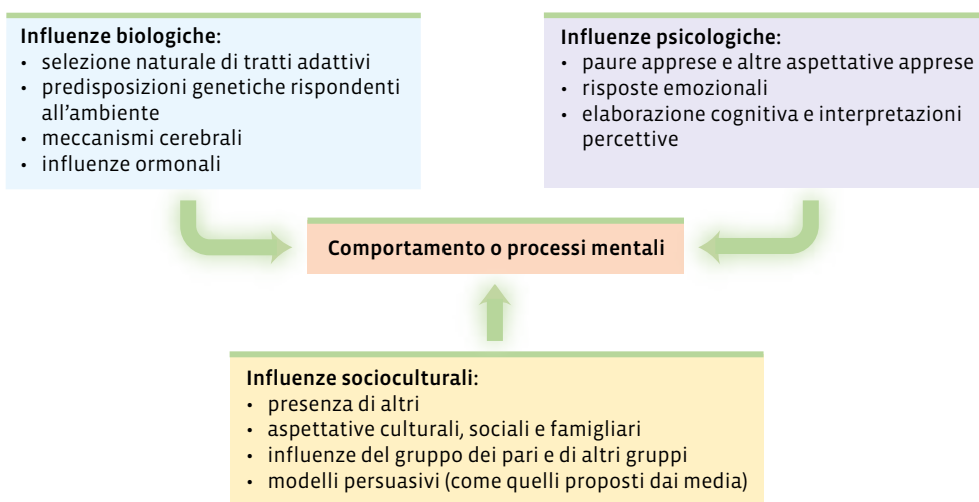 Influenze biologiche:
• selezione naturale di tratti adattivi
• predisposizioni genetiche rispondenti
all’ambiente
• meccanismi cerebrali
• influenze ormonali
Influenze psicologiche:
• paure apprese e altre aspettative apprese
• risposte emozionali
• elaborazione cognitiva e interpretazioni
percettive
Comportamento o processi mentali
Influenze socioculturali:
• presenza di altri
• aspettative culturali, sociali e famigliari
• influenze del gruppo dei pari e di altri gruppi
• modelli persuasivi (come quelli proposti dai media)